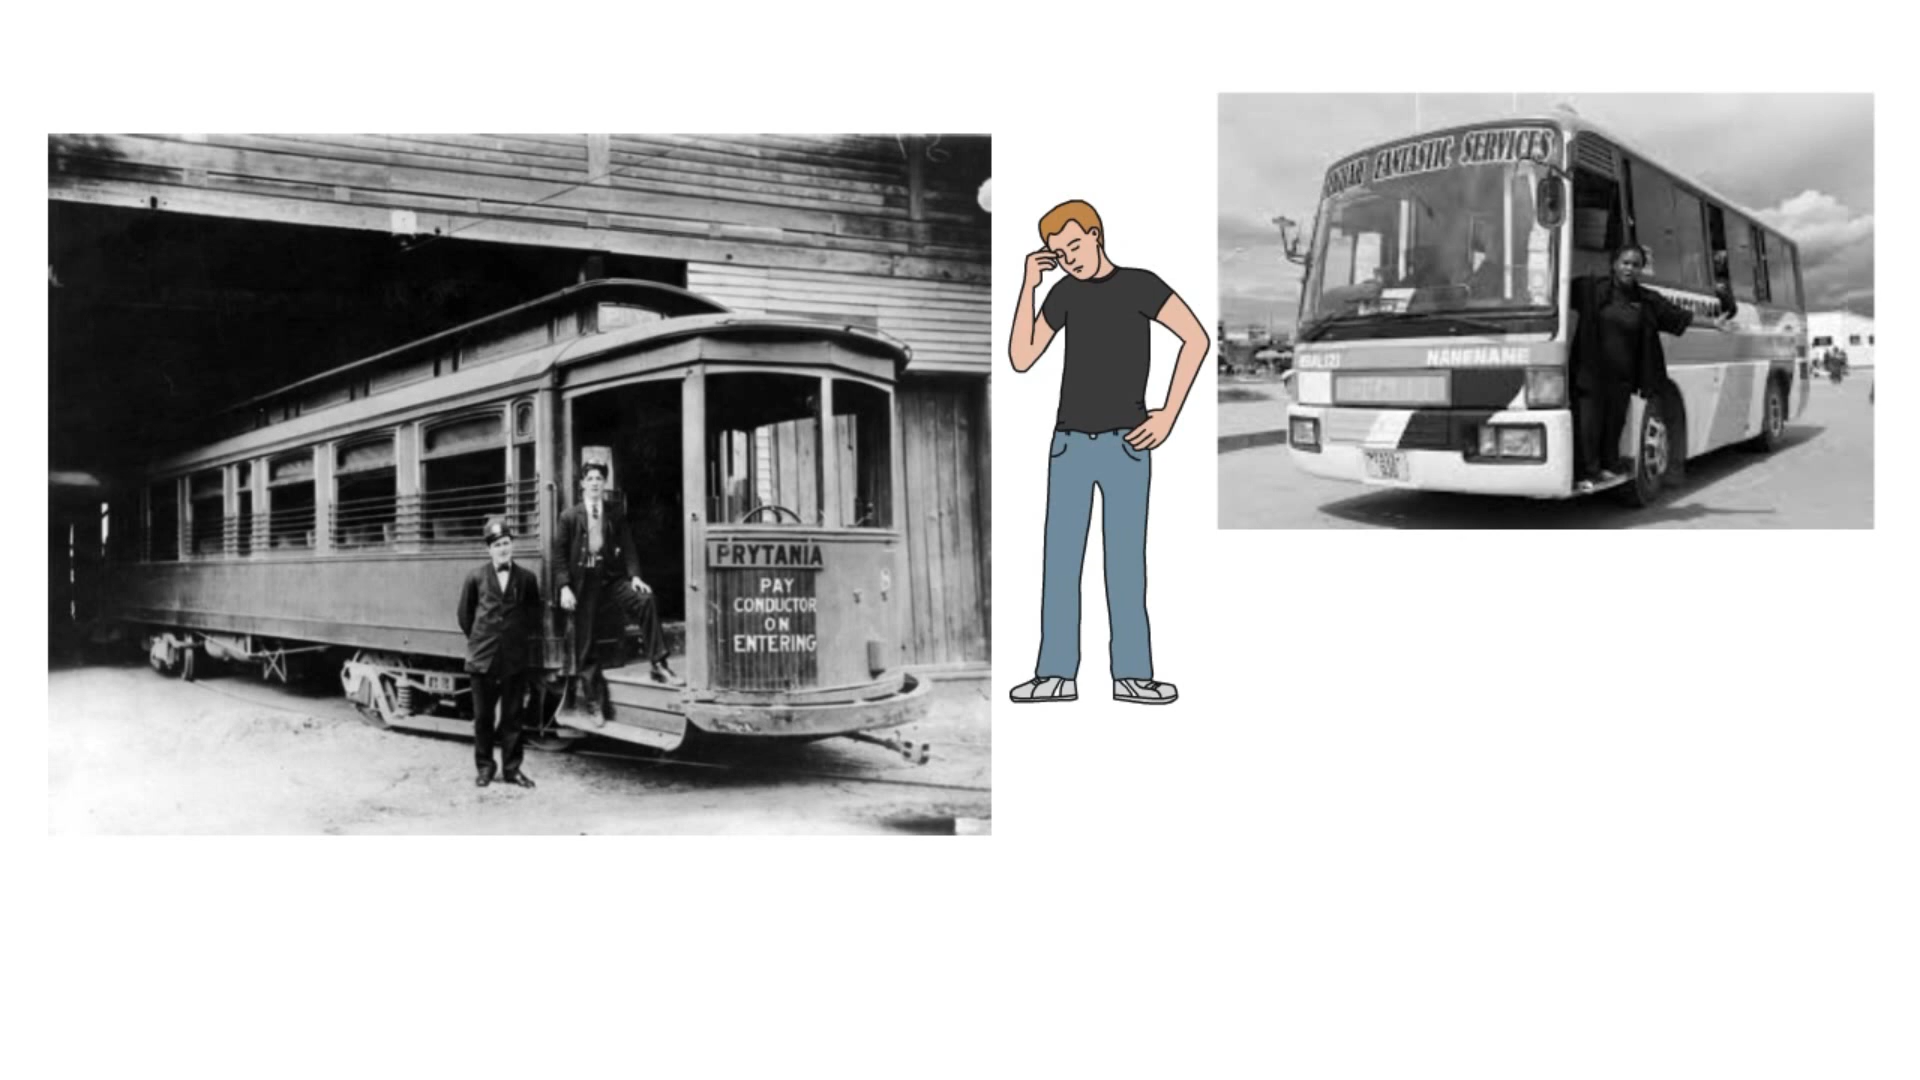 PRYTANIA
PAY
CONDUCTOR
ON
ENTERING
FANTASTIC SERVICES
NANENANE